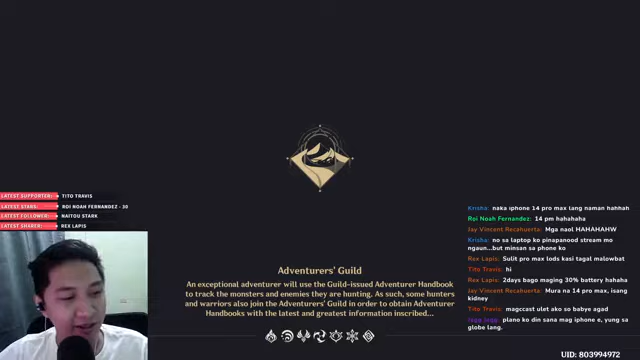 LATEST SUPPORTER: TITO TRAVIS
LATEST STARS: ROI NOAH FERNANDEZ - 30
LATEST FOLLOWER: NAITOU STARK
LATEST SHARER: REX LAPIS
Adventurers' Guild
An exceptional adventurer will use the Guild-issued Adventurer Handbook
to track the monsters and enemies they are hunting. As such, some hunters
and warriors also join the Adventurers' Guild in order to obtain Adventurer
Handbooks with the latest and greatest information inscribed...
Krisha: naka iphone 14 pro max lang naman hahhah
Roi Noah Fernandez: 14 pm hahahaha
Jay Vincent Recahuerta: Mga naol HAHAHAHW
Krisha: no sa laptop ko pinapanood stream mo
ngaun... but minsan sa phone ko
Rex Lapis: Sulit pro max lods kasi tagal malowbat
Tito Travis: hi
Rex Lapis: 2days bago maging 30% battery hahaha
Jay Vincent Recahuerta: Mura na 14 pro max, isang
kidney
Tito Travis: magccast ulet ako so babye agad
plano ko din sana mag iphone e, yung sa
globe lang.
UID: 803994972